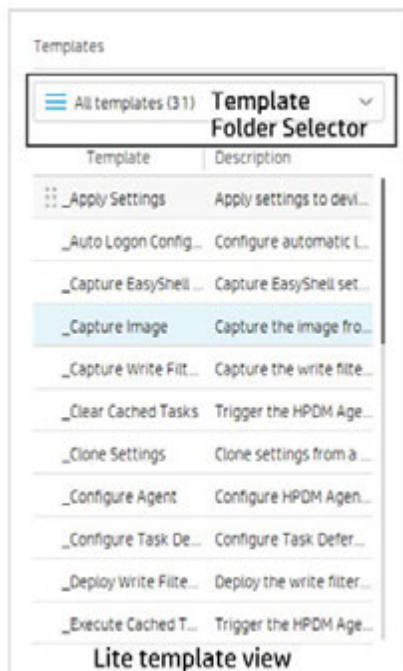 Templates
All templates (31) Template
Folder Selector
Template Description
_Apply Settings Apply settings to devi...
_Auto Logon Config... Configure automatic l...
_Capture EasyShell ... Capture EasyShell set...
_Capture Image Capture the image fro...
_Capture Write Filt... Capture the write filte...
_Clear Cached Tasks Trigger the HPDM Age...
_Clone Settings Clone settings from a ...
_Configure Agent Configure HPDM Agen...
_Configure Task De... Configure Task Defer...
_Deploy Write Filte... Deploy the write filter...
_Execute Cached T... Trigger the HPDM Age...
Lite template view